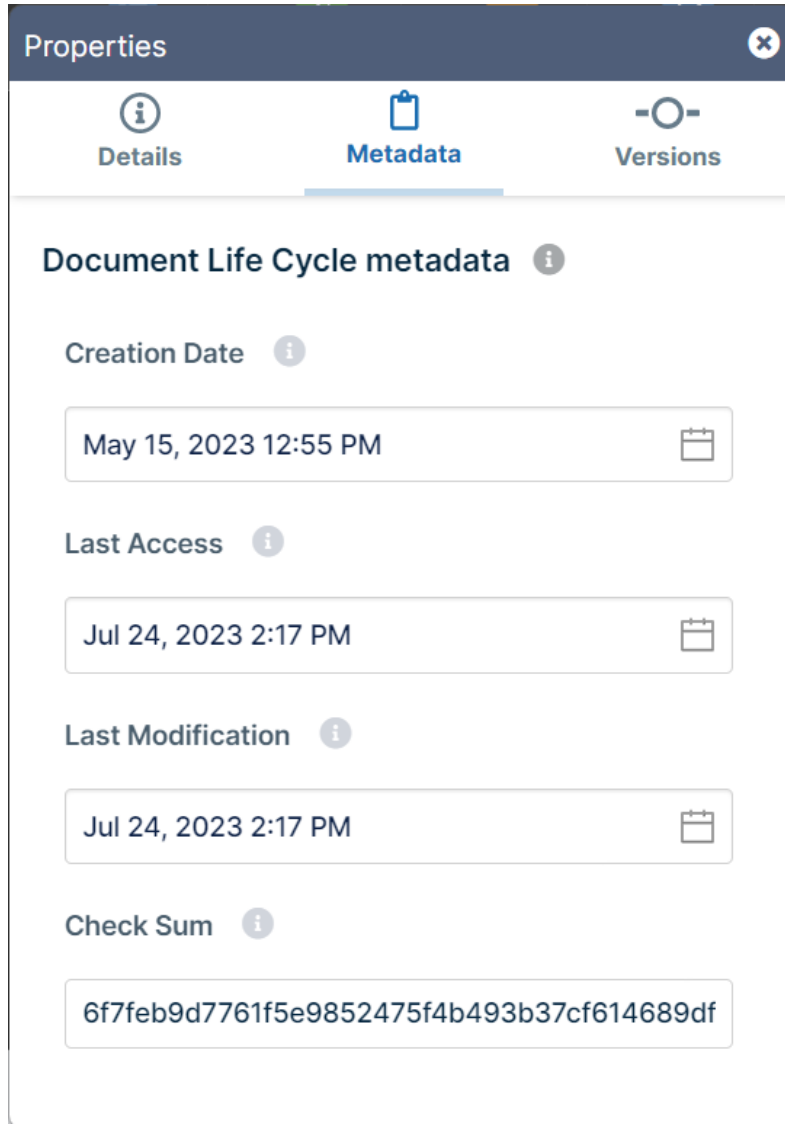 Properties
Details
Metadata
Versions
Document Life Cycle metadata
Creation Date
May 15, 2023 12:55 PM
Last Access
Jul 24, 2023 2:17 PM
Last Modification
Jul 24, 2023 2:17 PM
Check Sum
6f7feb9d7761f5e9852475f4b493b37cf614689df